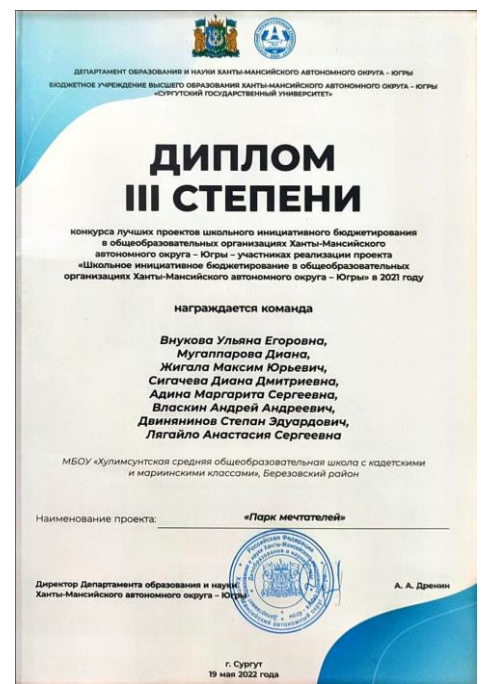 ДЕПАРТАМЕНТ ОБРАЗОВАНИЯ И НАУКИ ХАНТЫ-МАНСИЙСКОГО АВТОНОМНОГО ОКРУГА – ЮГРЫ
БЮДЖЕТНОЕ УЧРЕЖДЕНИЕ ВЫСШЕГО ОБРАЗОВАНИЯ ХАНТЫ-МАНСИЙСКОГО АВТОНОМНОГО ОКРУГА – ЮГРЫ
«СУРГУТСКИЙ ГОСУДАРСТВЕННЫЙ УНИВЕРСИТЕТ»
ДИПЛОМ
III СТЕПЕНИ
конкурса лучших проектов школьного инициативного бюджетирования
в общеобразовательных организациях Ханты-Мансийского
автономного округа – Югры – участниках реализации проекта
«Школьное инициативное бюджетирование в общеобразовательных
организациях Ханты-Мансийского автономного округа – Югры» в 2021 году
награждается команда
Внукова Ульяна Егоровна,
Мугаппарова Диана,
Жигала Максим Юрьевич,
Сигачева Диана Дмитриевна,
Адина Маргарита Сергеевна,
Власкин Андрей Андреевич,
Двинянинов Степан Эдуардович,
Лягайло Анастасия Сергеевна
МБОУ «Хулимсунтская средняя общеобразовательная школа с кадетскими
и мариинскими классами», Березовский район
Наименование проекта: «Парк мечтателей»
Российская Федерация
Директор Департамента образования и науки
Ханты-Мансийского автономного округа – Югры
А. А. Дренин
г. Сургут
19 мая 2022 года